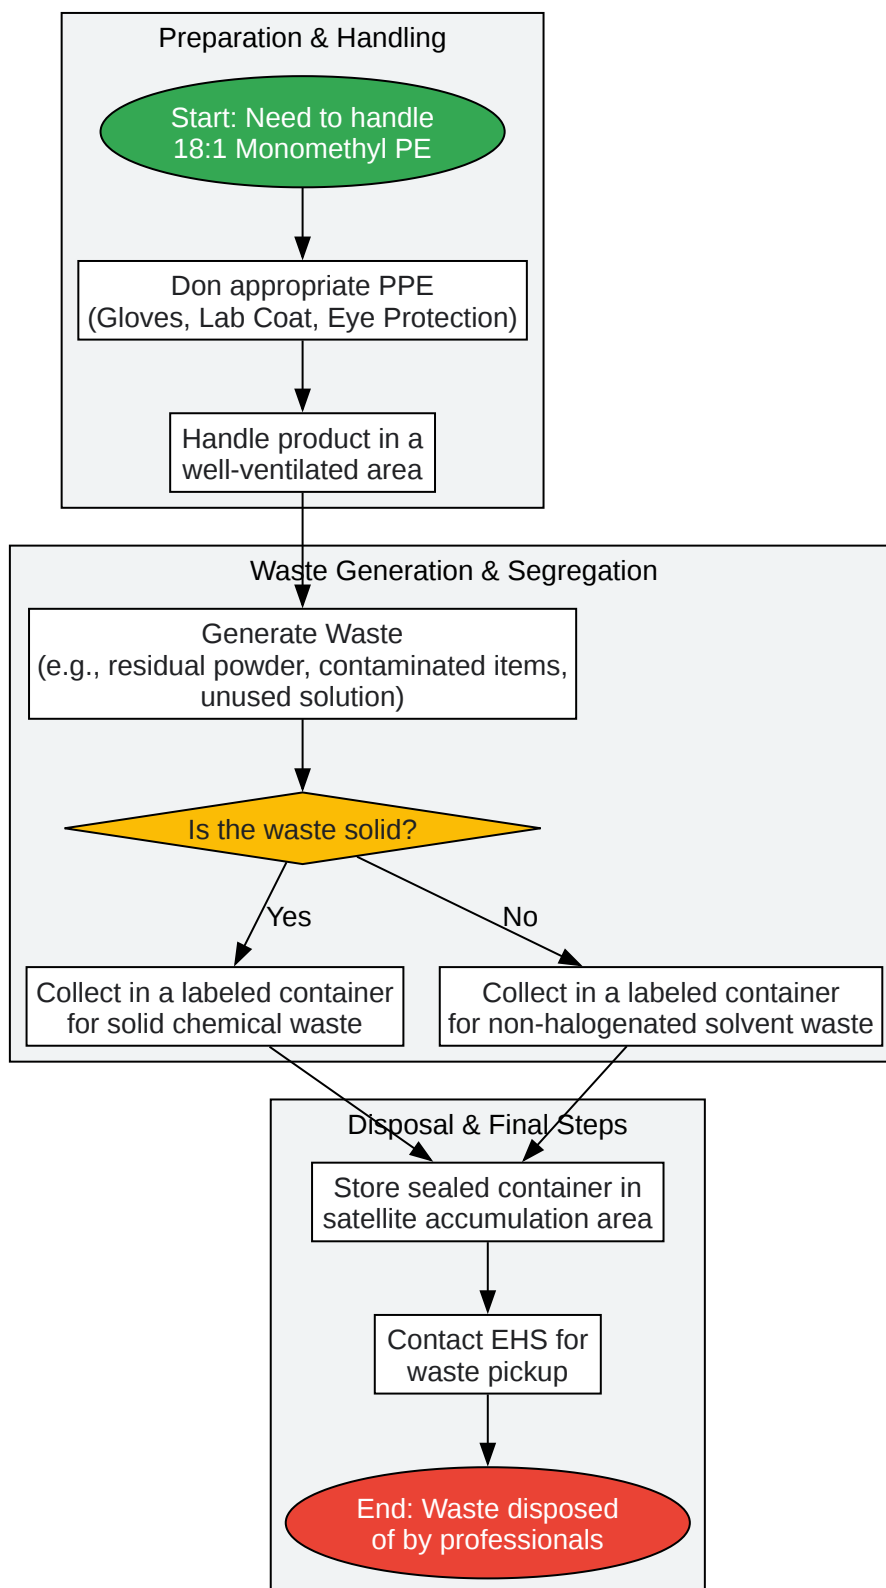 Preparation & Handling
Start: Need to handle
18:1 Monomethyl PE
Don appropriate PPE
(Gloves, Lab Coat, Eye Protection)
Handle product in a
well-ventilated area
Waste Generation & Segregation
Generate Waste
(e.g., residual powder, contaminated items,
unused solution)
Is the waste solid?
Yes
No
Collect in a labeled container
for solid chemical waste
Collect in a labeled container
for non-halogenated solvent waste
Disposal & Final Steps
Store sealed container in
satellite accumulation area
Contact EHS for
waste pickup
End: Waste disposed
of by professionals